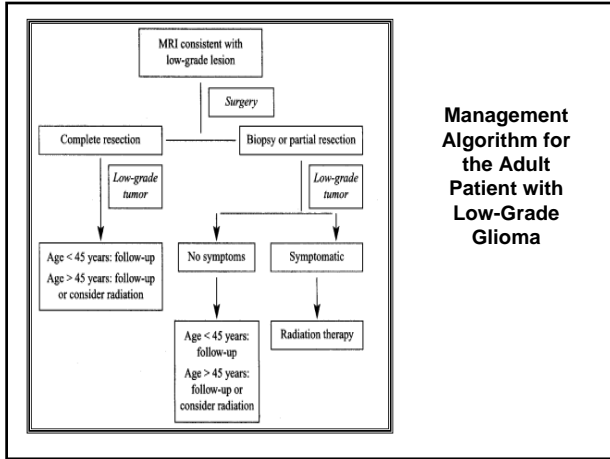 MRI consistent with
low-grade lesion
Surgery
Complete resection
Biopsy or partial resection
Low-grade
tumor
Low-grade
tumor
Age < 45 years: follow-up
Age > 45 years: follow-up
or consider radiation
No symptoms
Symptomatic
Age < 45 years:
follow-up
Age > 45 years:
follow-up or
consider radiation
Radiation therapy
Management
Algorithm for
the Adult
Patient with
Low-Grade
Glioma